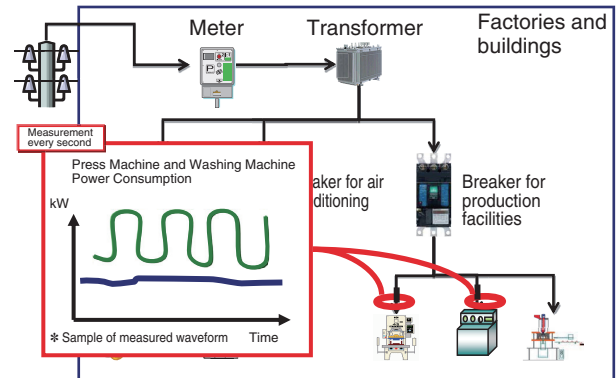 Meter
Transformer
Factories and
buildings
Measurement
every second
Press Machine and Washing Machine
Power Consumption
kW
Time
✻ Sample of measured waveform
aker for air
ditioning
Breaker for
production
facilities